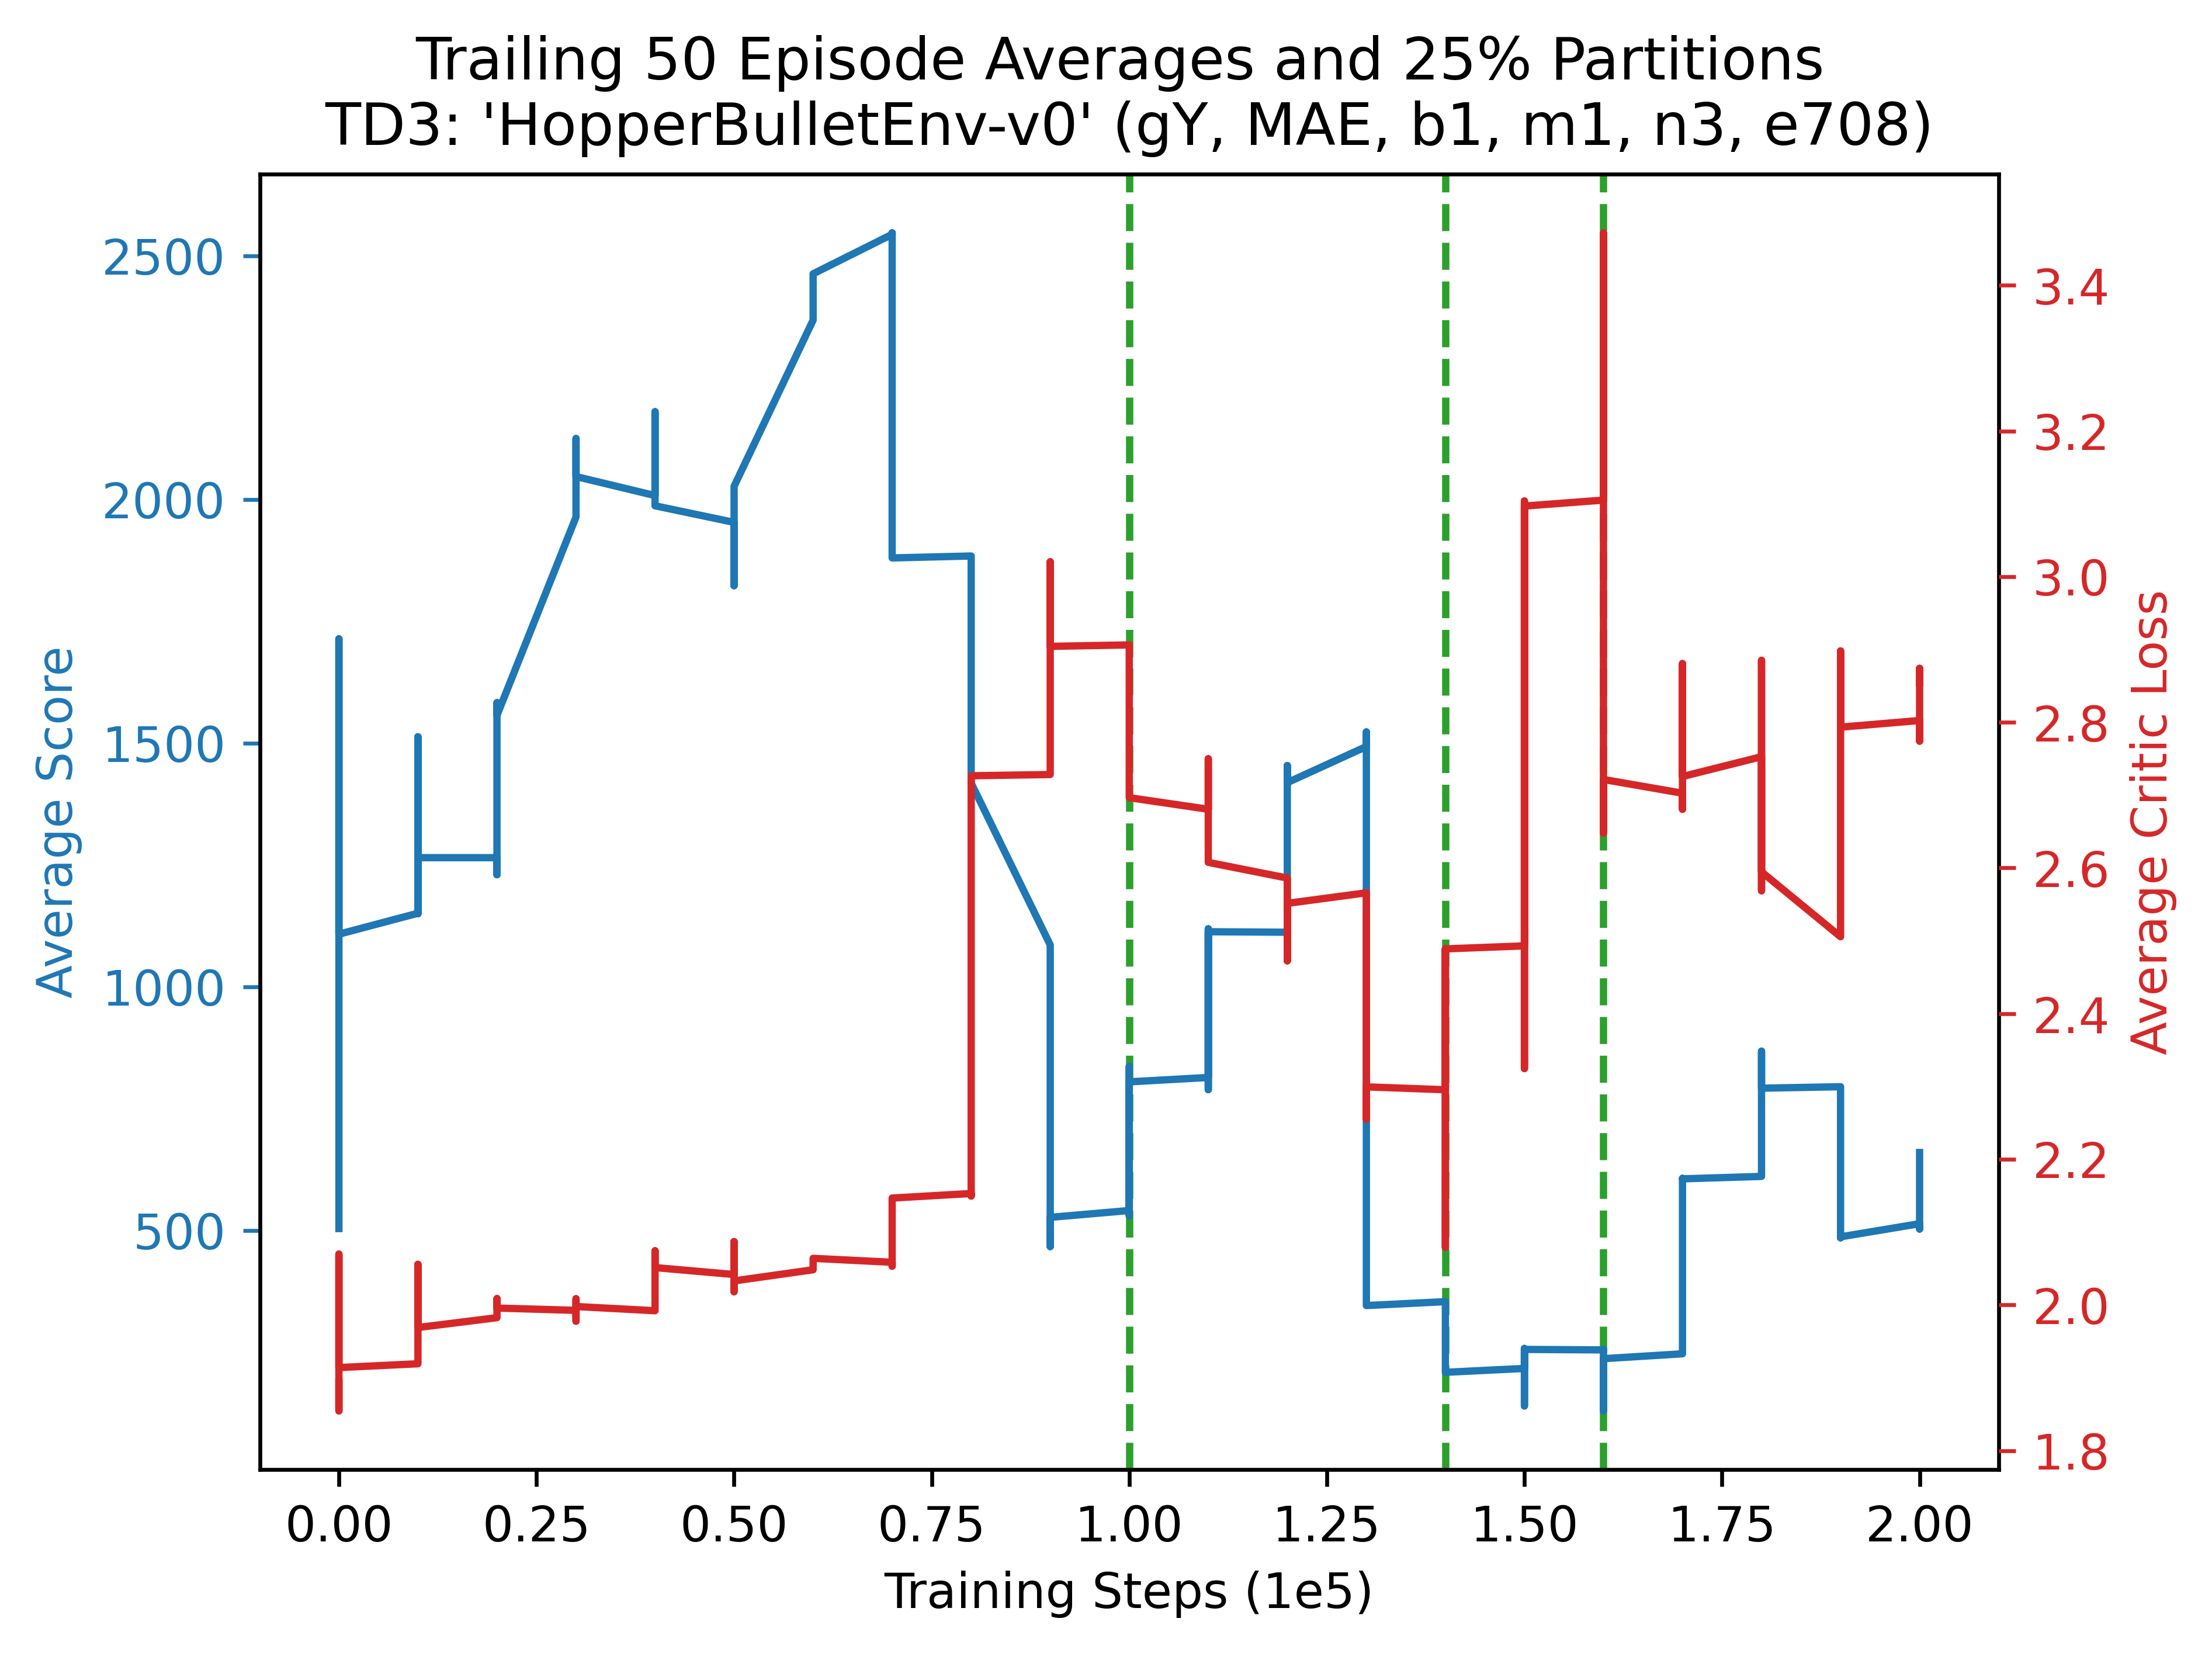 Trailing 50 Episode Averages and 25% Partitions
TD3: 'HopperBulletEnv-v0' (gY, MAE, b1, m1, n3, e708)
Average Score
2500
2000
1500
1000
500
3.4
3.2
3.0
2.8
2.6
2.4
2.2
2.0
1.8
Average Critic Loss
0.00 0.25 0.50 0.75 1.00 1.25 1.50 1.75 2.00
Training Steps (1e5)